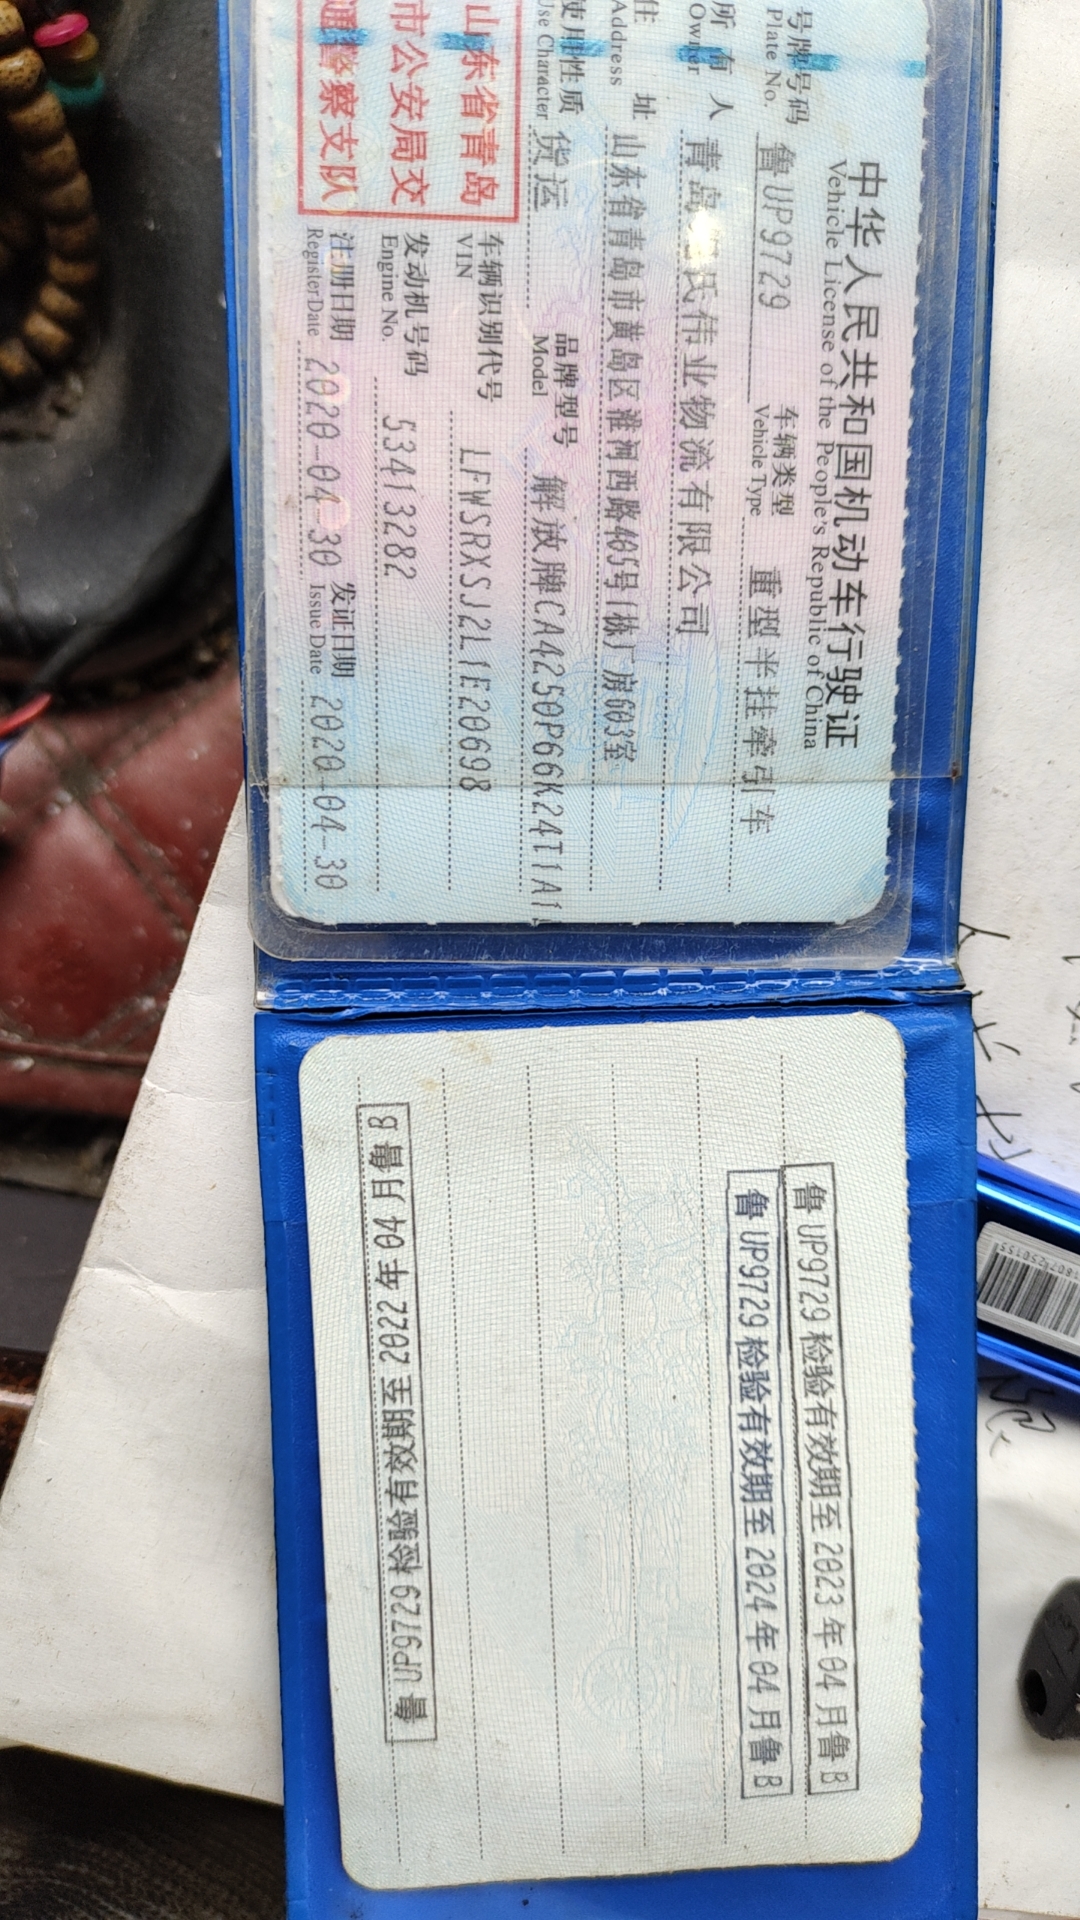 中华人民共和国机动车行驶证
Vehicle License of the People's Republic of China
号牌号码 鲁UP9729 车辆类型 重型半挂牵引车
Plate No. Vehicle Type
所有人 青岛 氏伟业物流有限公司
Owner
住址 山东省青岛市黄岛区淮河西路405号1栋厂房603室
Address
使用性质 货运 品牌型号 解放牌CA4250P66K24T1A1
Use Character Model
山东省青岛
市公安局交
通警察支队
车辆识别代号 LFWSRXSJ2L1E20698
VIN
发动机号码 53413282
Engine No.
注册日期 2020-04-30 发证日期 2020-04-30
Register Date Issue Date
鲁UP9729检验有效期至2023年04月鲁B
鲁UP9729检验有效期至2024年04月鲁B
鲁UP9729检验有效期至2022年04月鲁B